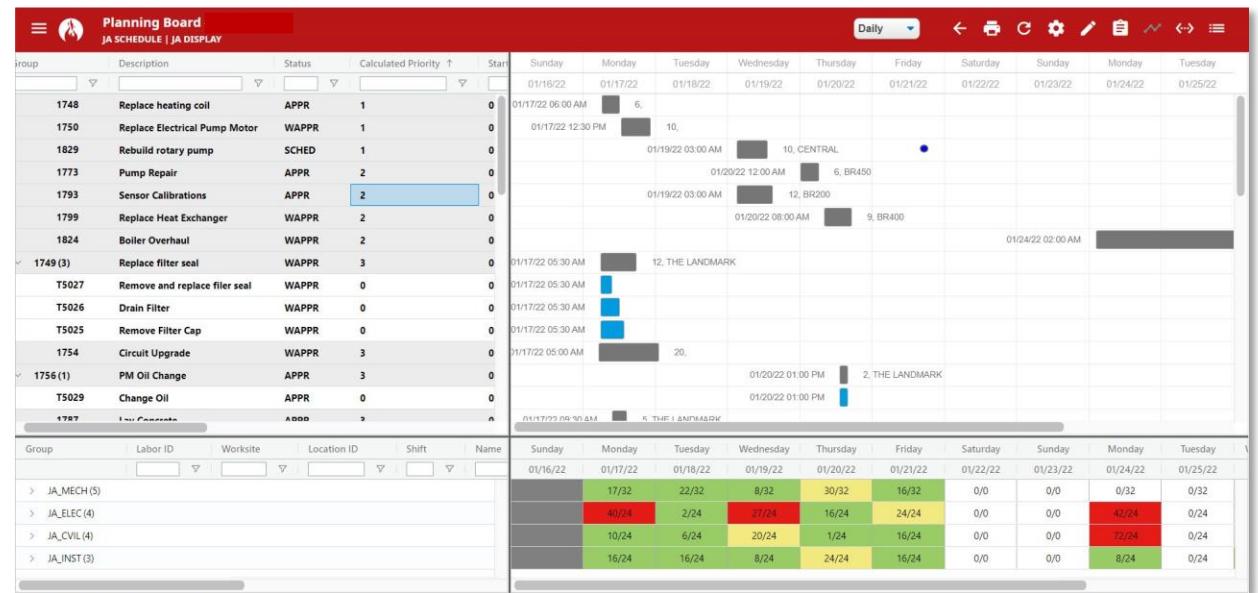 Planning Board
JA SCHEDULE | JA DISPLAY
Daily
Group Description Status Calculated Priority ↑ Start
Sunday Monday Tuesday Wednesday Thursday Friday Saturday Sunday Monday Tuesday
01/16/22 01/17/22 01/18/22 01/19/22 01/20/22 01/21/22 01/22/22 01/23/22 01/24/22 01/25/22
1748 Replace heating coil APPR 1 0 01/17/22 06:00 AM 6,
1750 Replace Electrical Pump Motor WAPPR 1 0 01/17/22 12:30 PM 10,
1829 Rebuild rotary pump SCHED 1 0 01/19/22 03:00 AM 10, CENTRAL
1773 Pump Repair APPR 2 0 01/20/22 12:00 AM 6, BR450
1793 Sensor Calibrations APPR 2 0 01/19/22 03:00 AM 12, BR200
1799 Replace Heat Exchanger WAPPR 2 0 01/20/22 08:00 AM 9, BR400
1824 Boiler Overhaul WAPPR 2 0 01/24/22 02:00 AM
1749 (3) Replace filter seal WAPPR 3 0 01/17/22 05:30 AM 12, THE LANDMARK
T5027 Remove and replace filer seal WAPPR 0 0 01/17/22 05:30 AM
T5026 Drain Filter WAPPR 0 0 01/17/22 05:30 AM
T5025 Remove Filter Cap WAPPR 0 0 01/17/22 05:30 AM
1754 Circuit Upgrade WAPPR 3 0 01/17/22 05:00 AM 20,
1756 (1) PM Oil Change APPR 3 0 01/20/22 01:00 PM 2, THE LANDMARK
T5029 Change Oil APPR 0 0 01/20/22 01:00 PM
1787 Lay Concrete APPR 3 0 01/17/22 09:30 AM 5, THE LANDMARK
Group Labor ID Worksite Location ID Shift Name
Sunday Monday Tuesday Wednesday Thursday Friday Saturday Sunday Monday Tuesday
01/16/22 01/17/22 01/18/22 01/19/22 01/20/22 01/21/22 01/22/22 01/23/22 01/24/22 01/25/22
JA_MECH (5) 17/32 22/32 8/32 30/32 16/32 0/0 0/0 0/32 0/32
JA_ELEC (4) 40/24 2/24 27/24 16/24 24/24 0/0 0/0 42/24 0/24
JA_CVIL (4) 10/24 6/24 20/24 1/24 16/24 0/0 0/0 72/24 0/24
JA_INST (3) 16/24 16/24 8/24 24/24 16/24 0/0 0/0 8/24 0/24